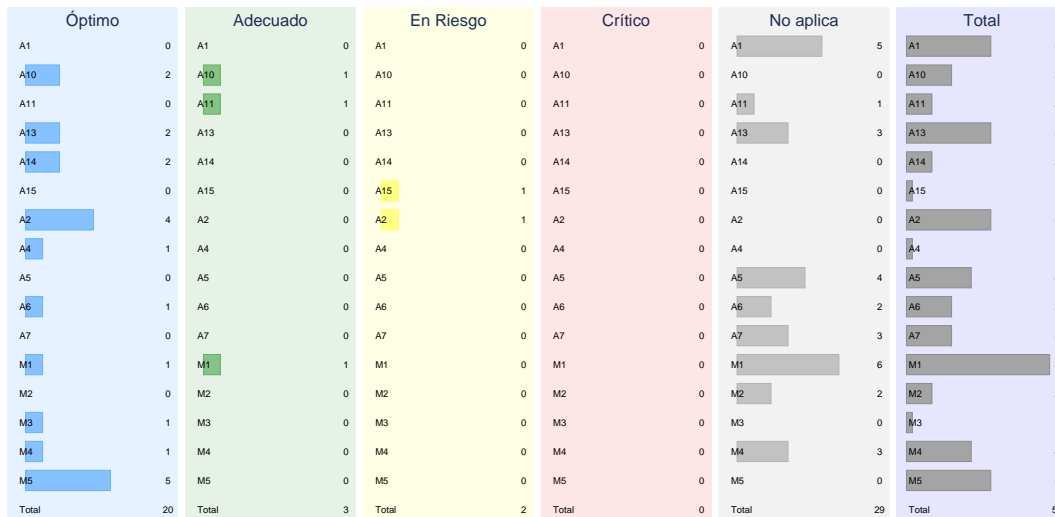 Óptimo Adecuado En Riesgo Crítico No aplica Total
A1 0 A1 0 A1 0 A1 0 A1 5 A1
A10 2 A10 1 A10 0 A10 0 A10 0 A10
A11 0 A11 1 A11 0 A11 0 A11 1 A11
A13 2 A13 0 A13 0 A13 0 A13 3 A13
A14 2 A14 0 A14 0 A14 0 A14 0 A14
A15 0 A15 0 A15 1 A15 0 A15 0 A15
A2 4 A2 0 A2 1 A2 0 A2 0 A2
A4 1 A4 0 A4 0 A4 0 A4 0 A4
A5 0 A5 0 A5 0 A5 0 A5 4 A5
A6 1 A6 0 A6 0 A6 0 A6 2 A6
A7 0 A7 0 A7 0 A7 0 A7 3 A7
M1 1 M1 1 M1 0 M1 0 M1 6 M1
M2 0 M2 0 M2 0 M2 0 M2 2 M2
M3 1 M3 0 M3 0 M3 0 M3 0 M3
M4 1 M4 0 M4 0 M4 0 M4 3 M4
M5 5 M5 0 M5 0 M5 0 M5 0 M5
Total 20 Total 3 Total 2 Total 0 Total 29 Total